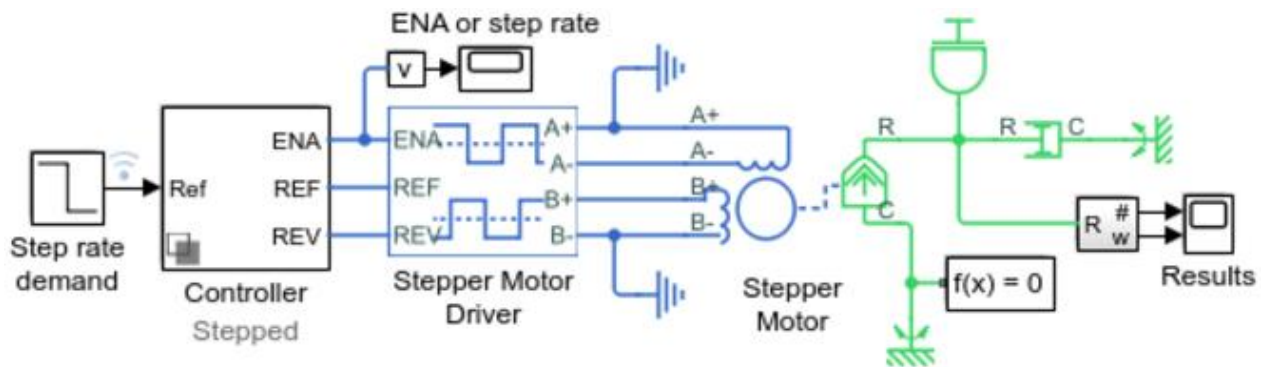 ENA or step rate
v
Step rate
demand
Ref
ENA
REF
REV
Controller
Stepped
ENA
REF
REV
A+
A-
B+
B-
Stepper Motor
Driver
A+
A-
B+
B-
Stepper
Motor
R
C
R
C
f(x) = 0
R
#
w
Results